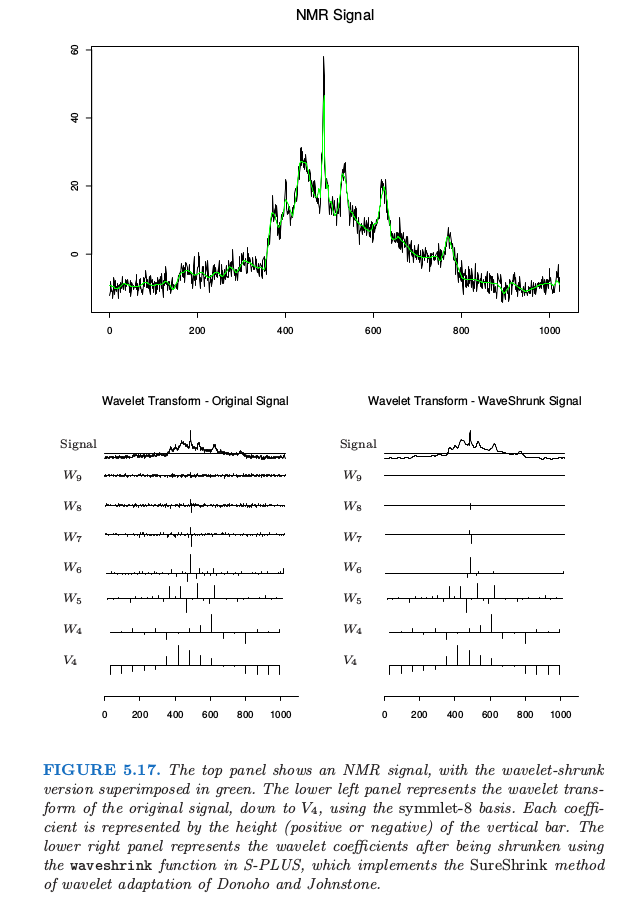 NMR Signal
60
40
20
0
0 200 400 600 800 1000
Wavelet Transform - Original Signal
Signal
W9
W8
W7
W6
W5
W4
V4
0 200 400 600 800 1000
Wavelet Transform - WaveShrunk Signal
Signal
W9
W8
W7
W6
W5
W4
V4
0 200 400 600 800 1000
FIGURE 5.17. The top panel shows an NMR signal, with the wavelet-shrunk
version superimposed in green. The lower left panel represents the wavelet trans-
form of the original signal, down to V4, using the symmlet-8 basis. Each coeffi-
cient is represented by the height (positive or negative) of the vertical bar. The
lower right panel represents the wavelet coefficients after being shrunken using
the waveshrink function in S-PLUS, which implements the SureShrink method
of wavelet adaptation of Donoho and Johnstone.